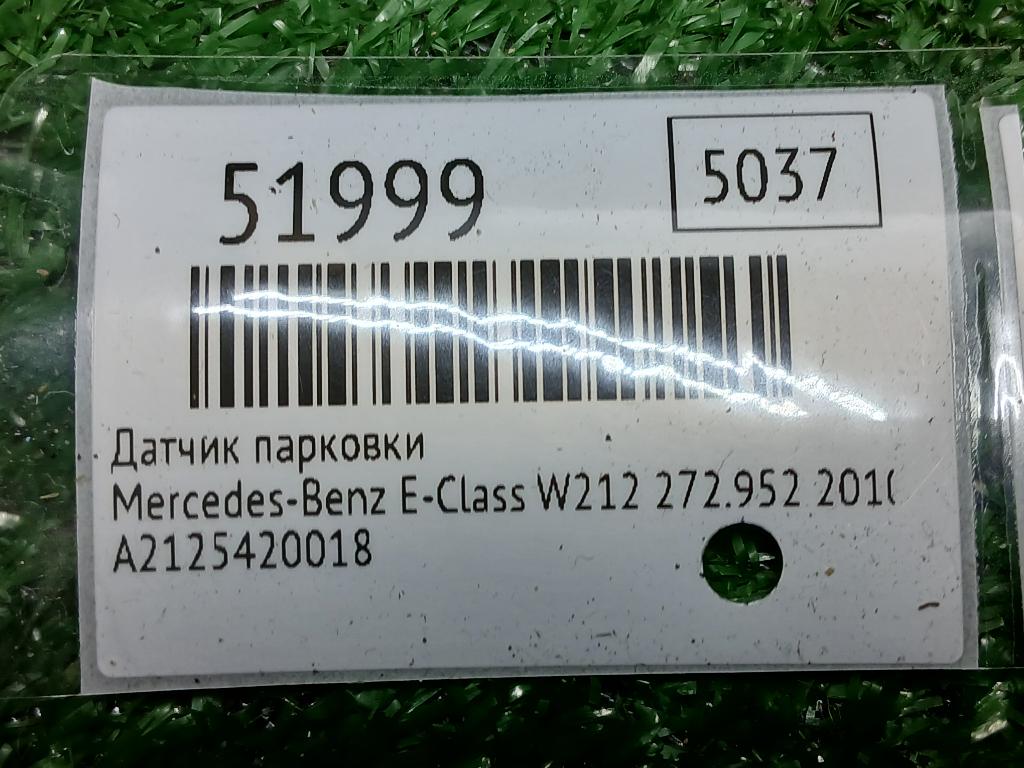 51999
5037
Датчик парковки
Mercedes-Benz E-Class W212 272.952
A2125420018